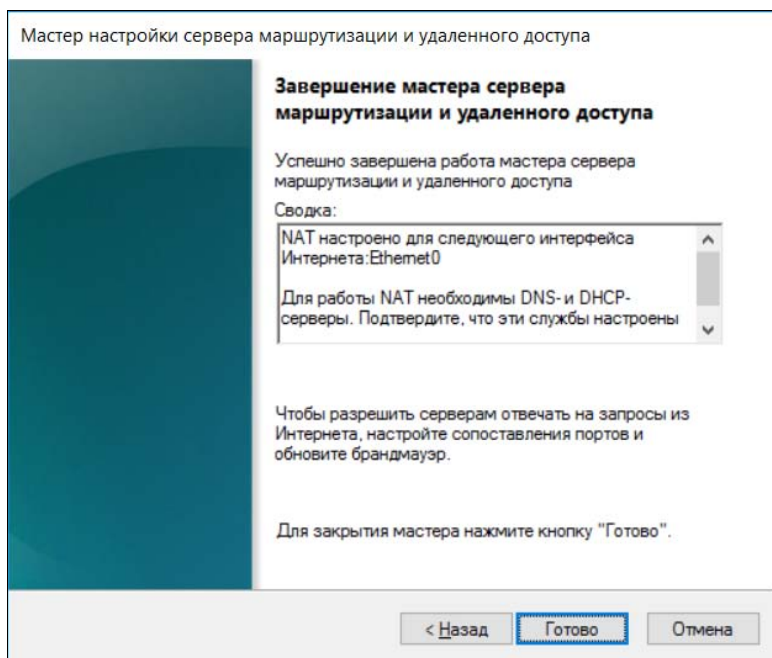 Мастер настройки сервера маршрутизации и удаленного доступа
Завершение мастера сервера
маршрутизации и удаленного доступа
Успешно завершена работа мастера сервера
маршрутизации и удаленного доступа
Сводка:
NAT настроено для следующего интерфейса
Интернета:Ethernet0
Для работы NAT необходимы DNS- и DHCP-
серверы. Подтвердите, что эти службы настроены
Чтобы разрешить серверам отвечать на запросы из
Интернета, настройте сопоставления портов и
обновите брандмауэр.
Для закрытия мастера нажмите кнопку "Готово".
< Назад Готово Отмена